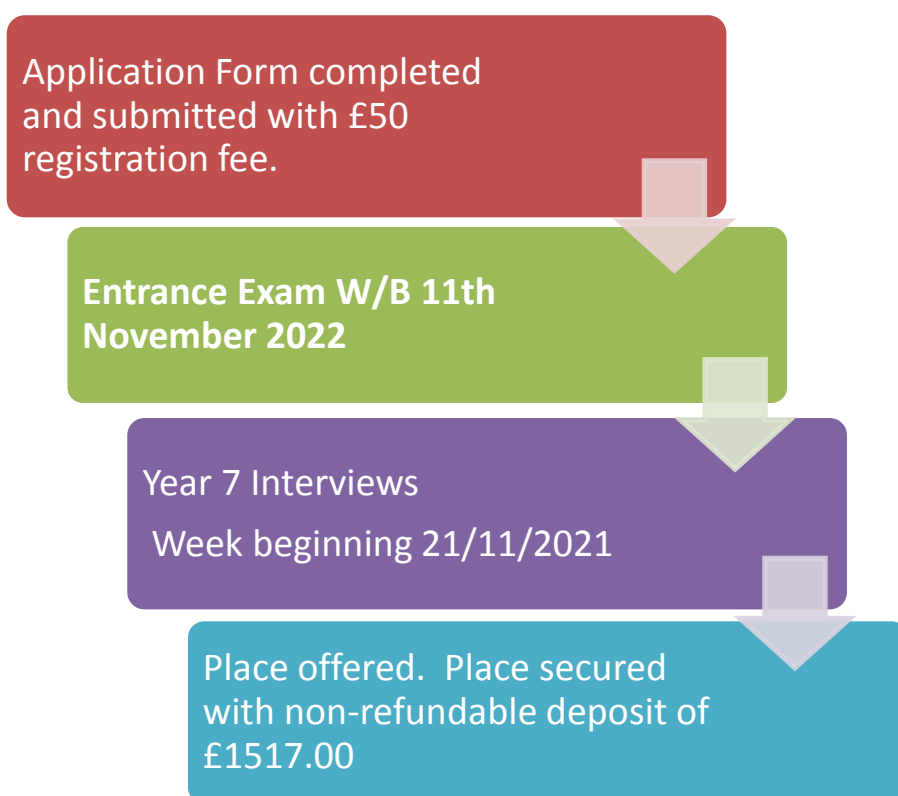 Application Form completed
and submitted with £50
registration fee.
Entrance Exam W/B 11th
November 2022
Year 7 Interviews
Week beginning 21/11/2021
Place offered.  Place secured
with non-refundable deposit of
£1517.00